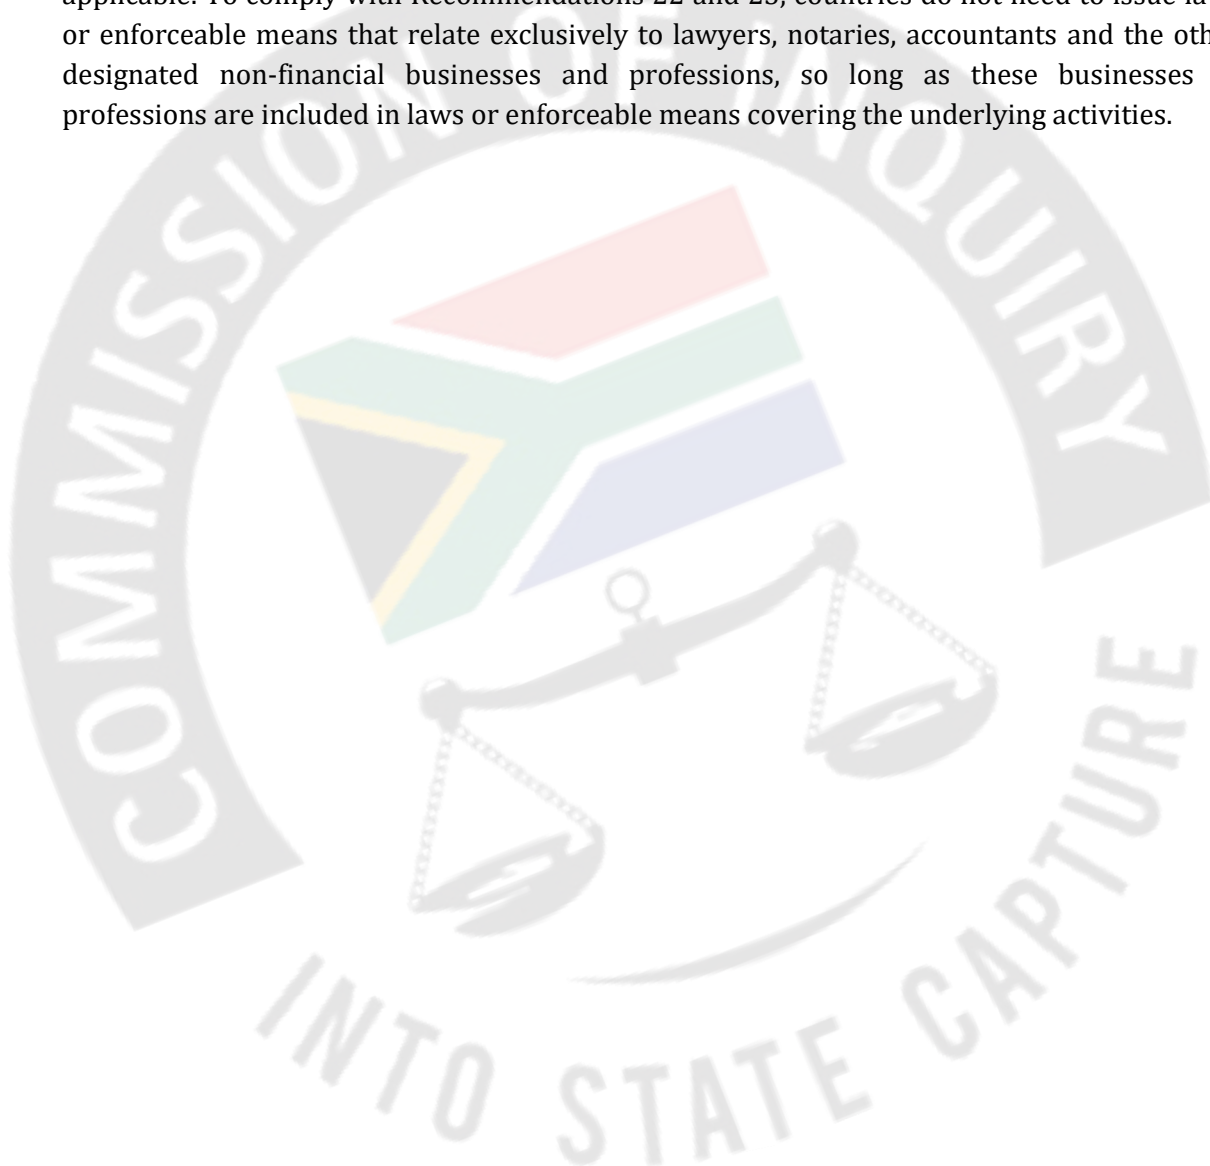 applicable. To comply with Recommendations 22 and 23, countries do not need to issue
or enforceable means that relate exclusively to lawyers, notaries, accountants and the
designated non-financial businesses and professions, so long as these businesses
professions are included in laws or enforceable means covering the underlying activities.
COMMISSION OF INQUIRY
INTO STATE CAPTURE